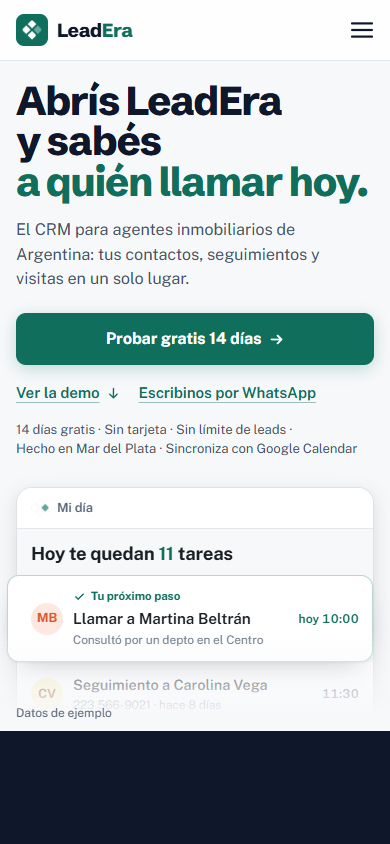 LeadEra
Abrís LeadEra
y sabés
a quién llamar hoy.
El CRM para agentes inmobiliarios de
Argentina: tus contactos, seguimientos y
visitas en un solo lugar.
Probar gratis 14 días →
Ver la demo ↓ Escribinos por WhatsApp
14 días gratis · Sin tarjeta · Sin límite de leads ·
Hecho en Mar del Plata · Sincroniza con Google Calendar
Mi día
Hoy te quedan 11 tareas
✓ Tu próximo paso
MB Llamar a Martina Beltrán hoy 10:00
Consultó por un depto en el Centro
CV Seguimiento a Carolina Vega 11:30
223 566-9021 · hace 8 días
Datos de ejemplo